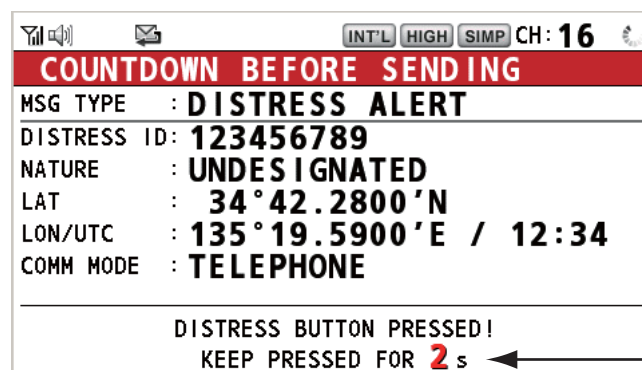 INT'L HIGH SIMP CH: 16
COUNTDOWN BEFORE SENDING
MSG TYPE : DISTRESS ALERT
DISTRESS ID: 123456789
NATURE : UNDESIGNATED
LAT : 34°42.2800'N
LON/UTC : 135°19.5900'E / 12:34
COMM MODE : TELEPHONE
DISTRESS BUTTON PRESSED!
KEEP PRESSED FOR 2 s